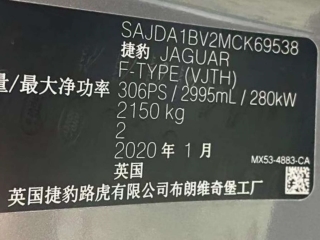 SAJDA1BV2MCK69538
捷豹 JAGUAR
F-TYPE (VJTH)
量/最大净功率 306PS / 2995mL / 280kW
2150 kg
2
2020 年 1 月
英国 MX53-4883-CA
英国捷豹路虎有限公司布朗维奇堡工厂